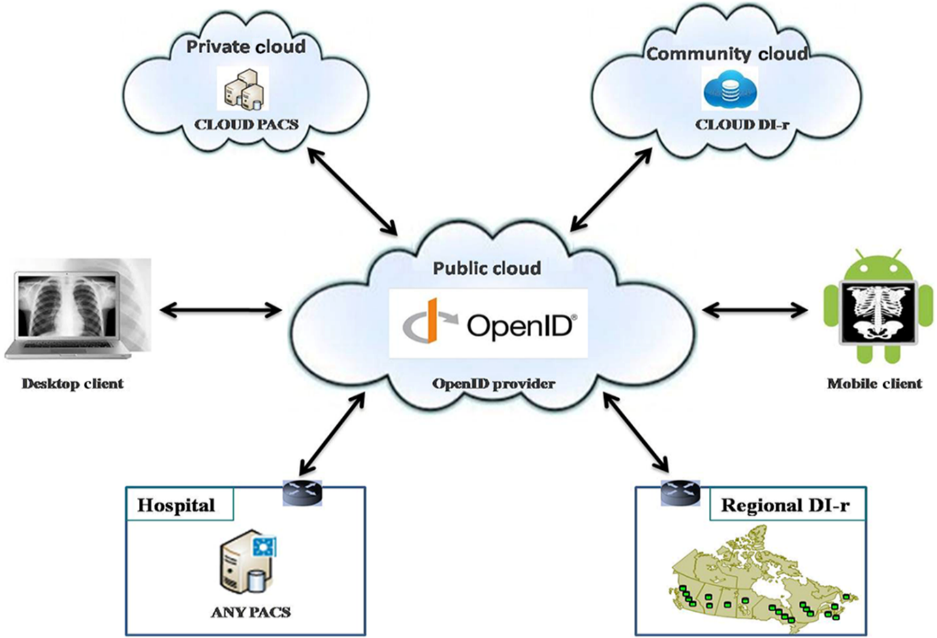 Private cloud
CLOUD PACS
Community cloud
CLOUD DI-r
Public cloud
OpenID®
OpenID provider
Desktop client
Mobile client
Hospital
ANY PACS
Regional DI-r